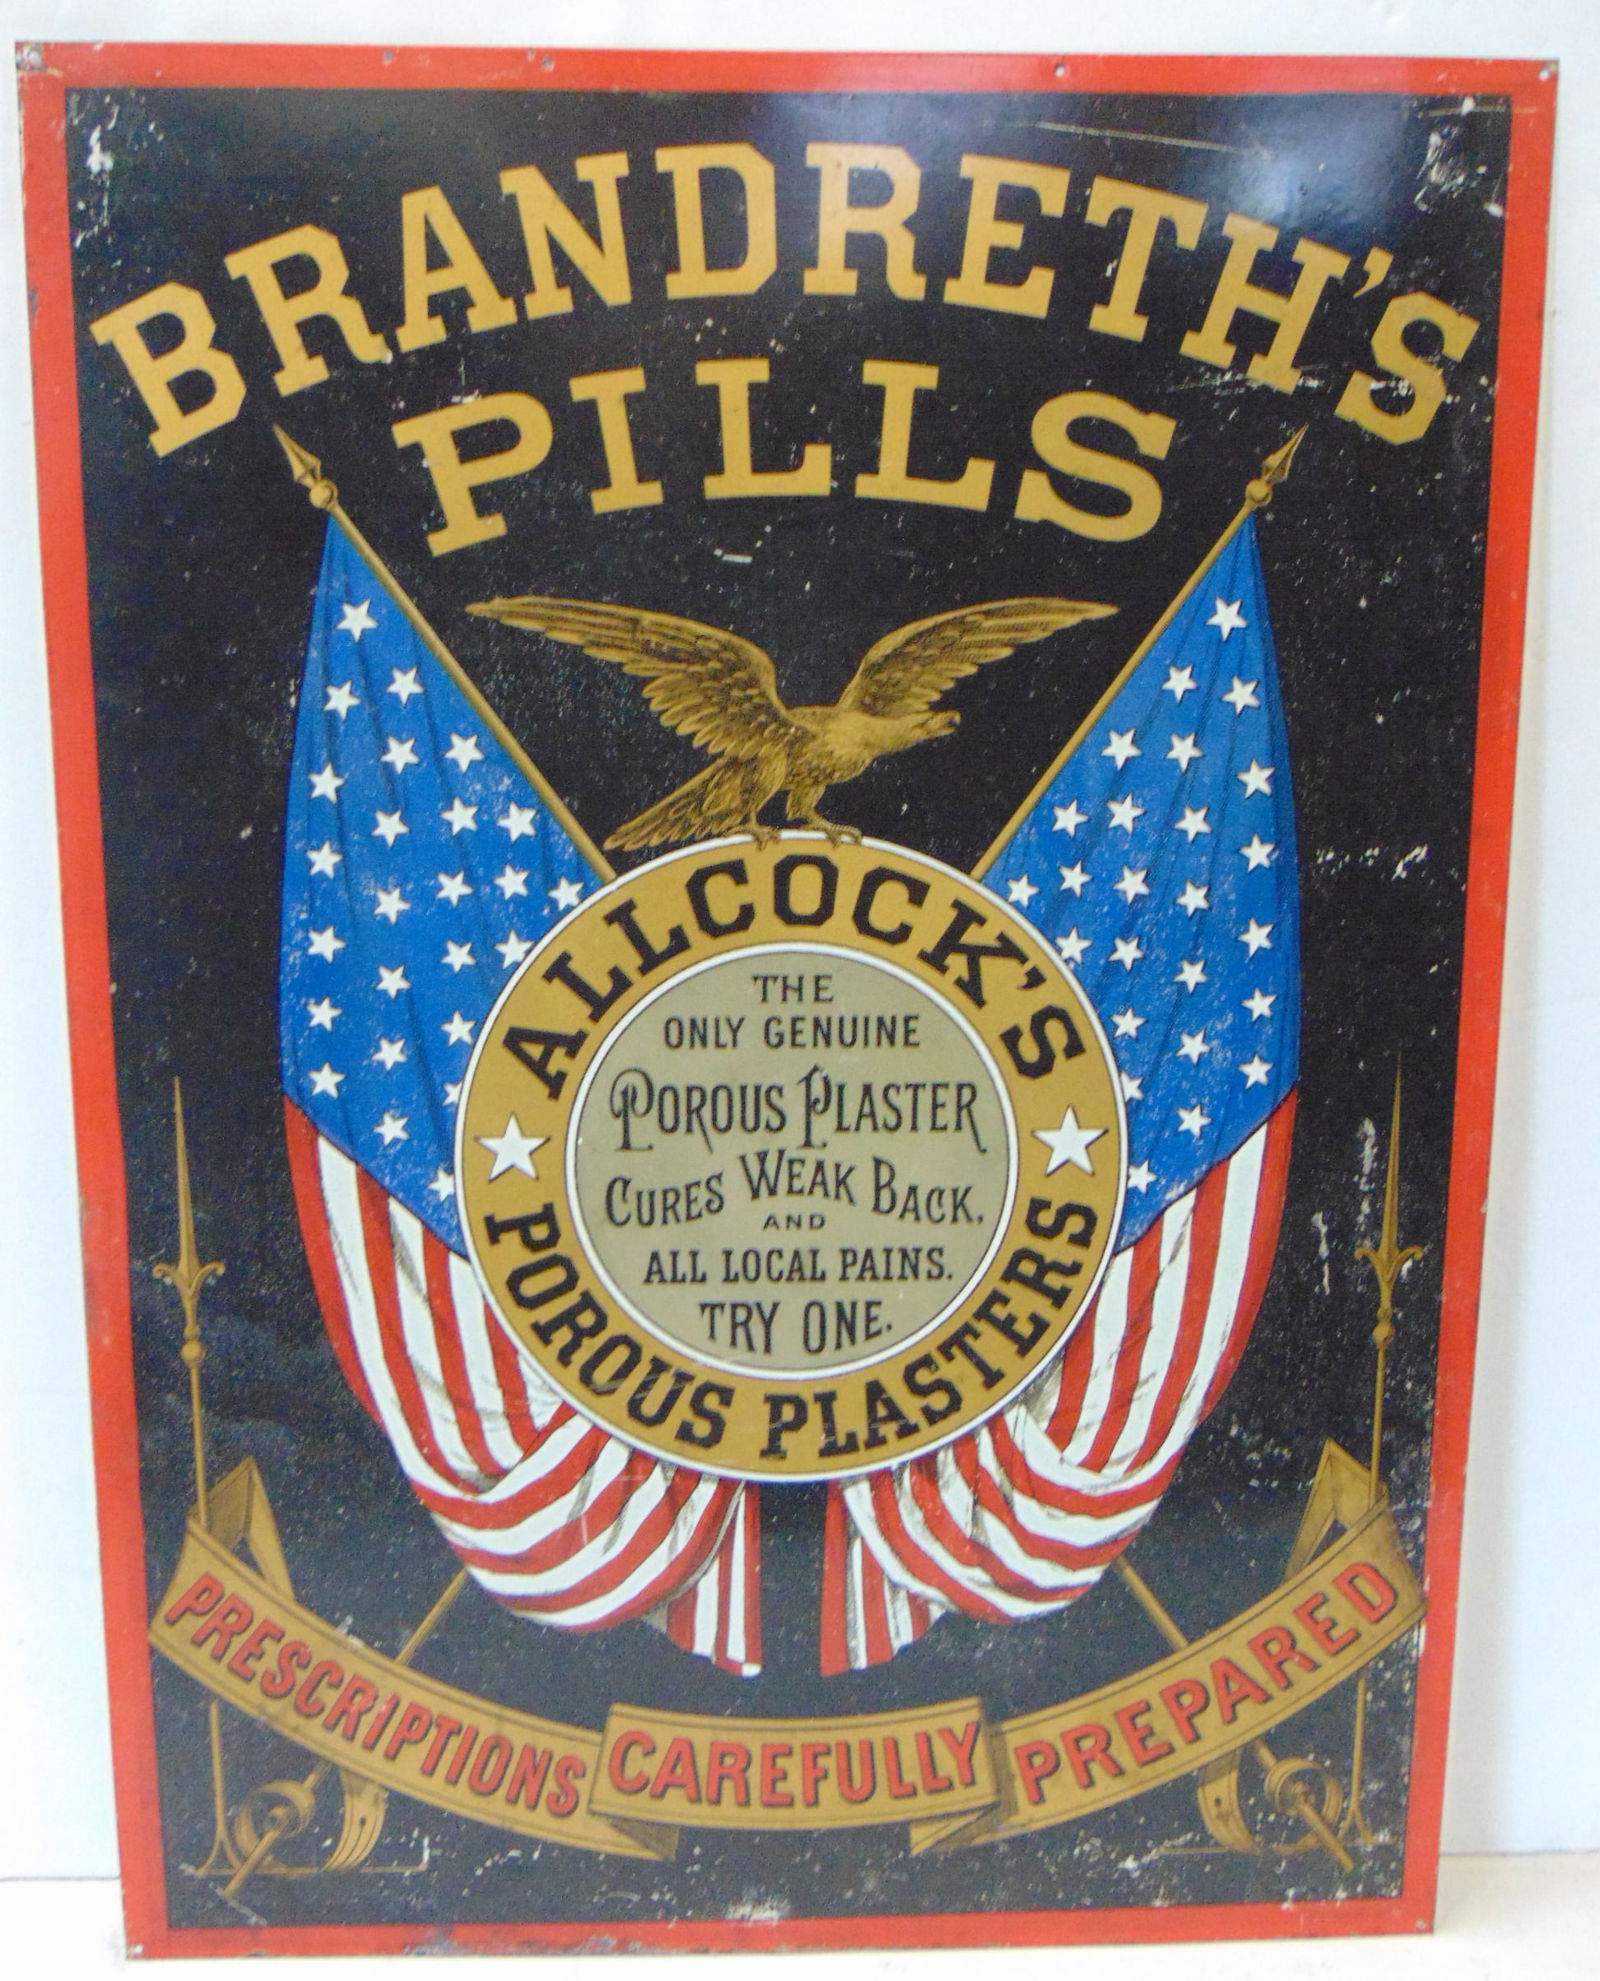 BRANDRETH'S
PILLS
ALLCOCK'S
THE
ONLY GENUINE
POROUS PLASTER
CURES WEAK BACK,
AND
ALL LOCAL PAINS.
TRY ONE.
POROUS PLASTERS
PRESCRIPTIONS CAREFULLY PREPARED